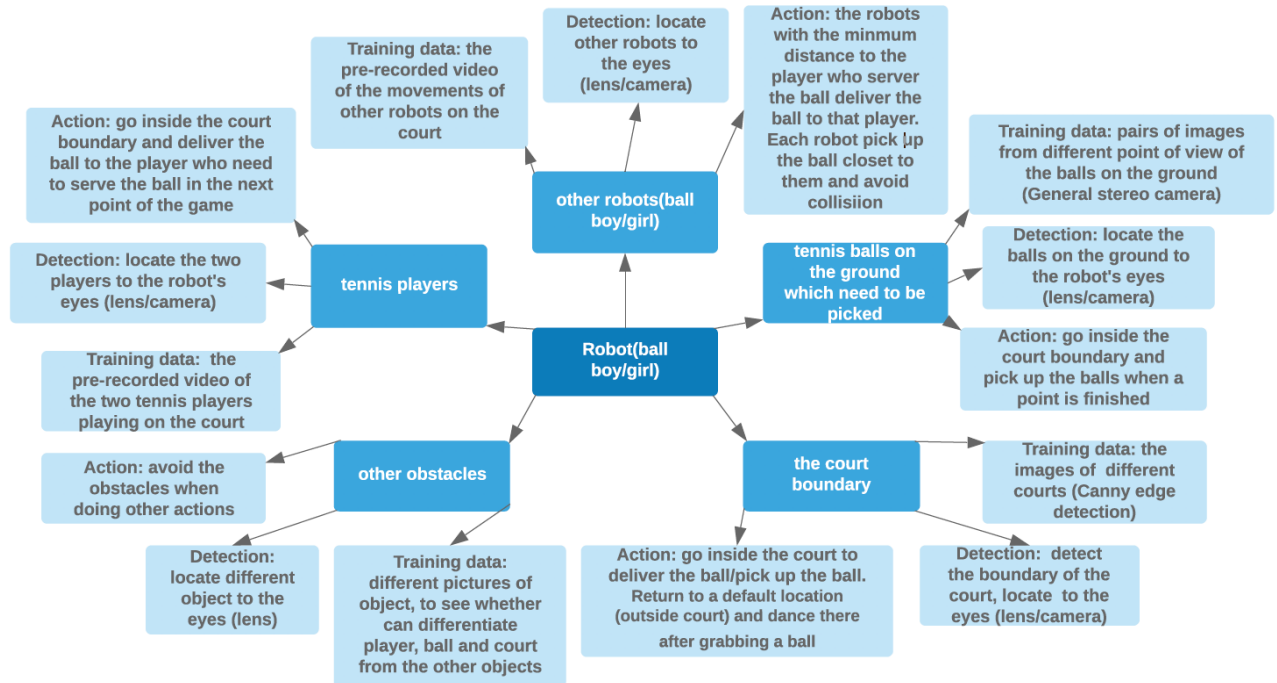 Robot(ball
boy/girl)
other robots(ball
boy/girl)
Training data: the
pre-recorded video
of the movements of
other robots on the
court
Detection: locate
other robots to
the eyes
(lens/camera)
Action: the robots
with the minmum
distance to the
player who server
the ball deliver the
ball to that player.
Each robot pick up
the ball closet to
them and avoid
collisiion
tennis players
Action: go inside the court
boundary and deliver the
ball to the player who need
to serve the ball in the next
point of the game
Detection: locate the two
players to the robot's
eyes (lens/camera)
Training data:  the
pre-recorded video of
the two tennis players
playing on the court
tennis balls on
the ground
which need to be
picked
Training data: pairs of images
from different point of view of
the balls on the ground
(General stereo camera)
Detection: locate the
balls on the ground to
the robot's eyes
(lens/camera)
Action: go inside the
court boundary and
pick up the balls when a
point is finished
other obstacles
Action: avoid the
obstacles when
doing other actions
Detection:
locate different
object to the
eyes (lens)
Training data:
different pictures of
object, to see whether
can differentiate
player, ball and court
from the other objects
the court
boundary
Training data: the
images of  different
courts (Canny edge
detection)
Action: go inside the court to
deliver the ball/pick up the ball.
Return to a default location
(outside court) and dance there
after grabbing a ball
Detection:  detect
the boundary of the
court, locate  to the
eyes (lens/camera)